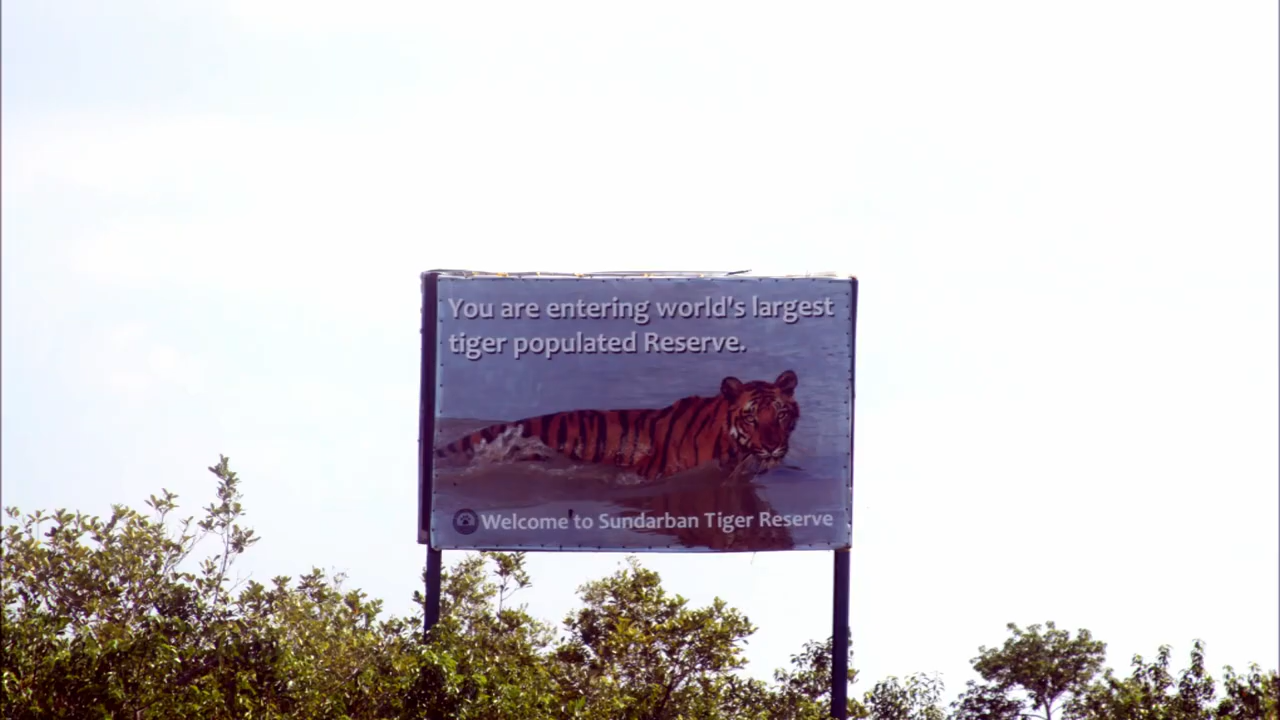 You are entering world's largest
tiger populated Reserve.
Welcome to Sundarban Tiger Reserve